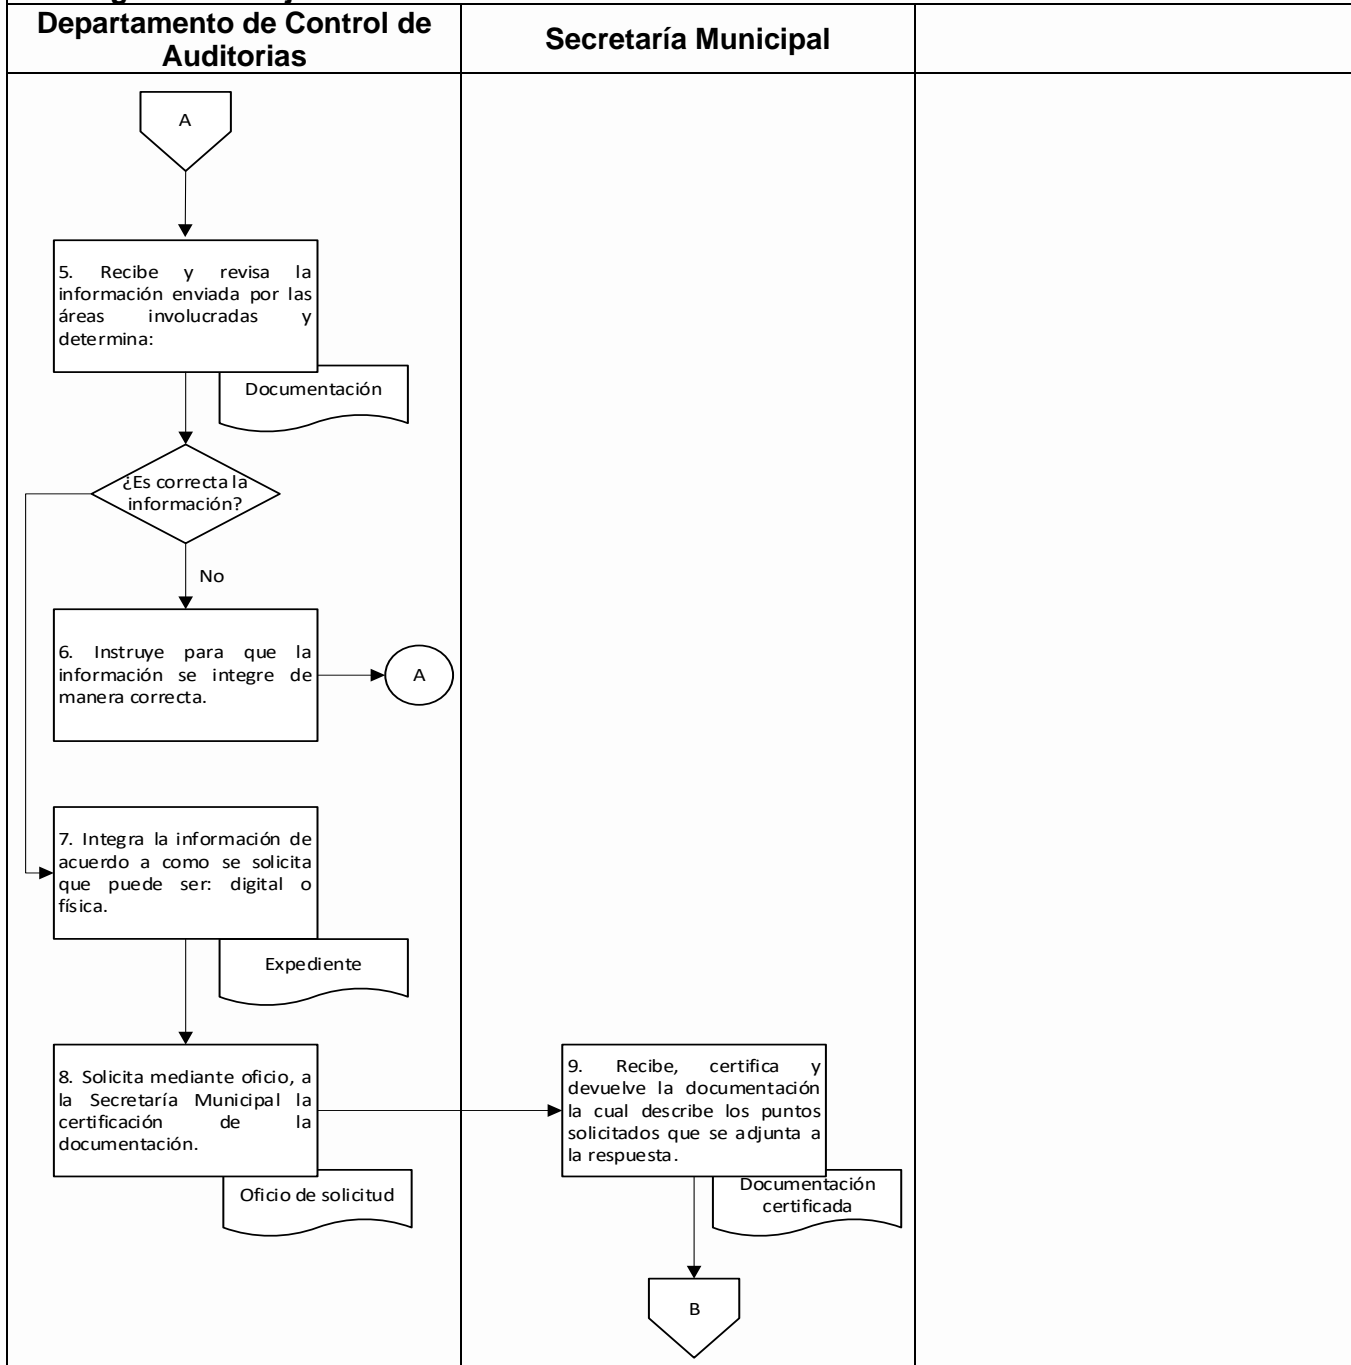 Departamento de Control de
Auditorias
Secretaría Municipal
A
5. Recibe y revisa la
información enviada por las
áreas involucradas y
determina:
Documentación
¿Es correcta la
información?
No
6. Instruye para que la
información se integre de
manera correcta.
A
7. Integra la información de
acuerdo a como se solicita
que puede ser: digital o
física.
Expediente
8. Solicita mediante oficio, a
la Secretaría Municipal la
certificación de la
documentación.
Oficio de solicitud
9. Recibe, certifica y
devuelve la documentación
la cual describe los puntos
solicitados que se adjunta a
la respuesta.
Documentación
certificada
B